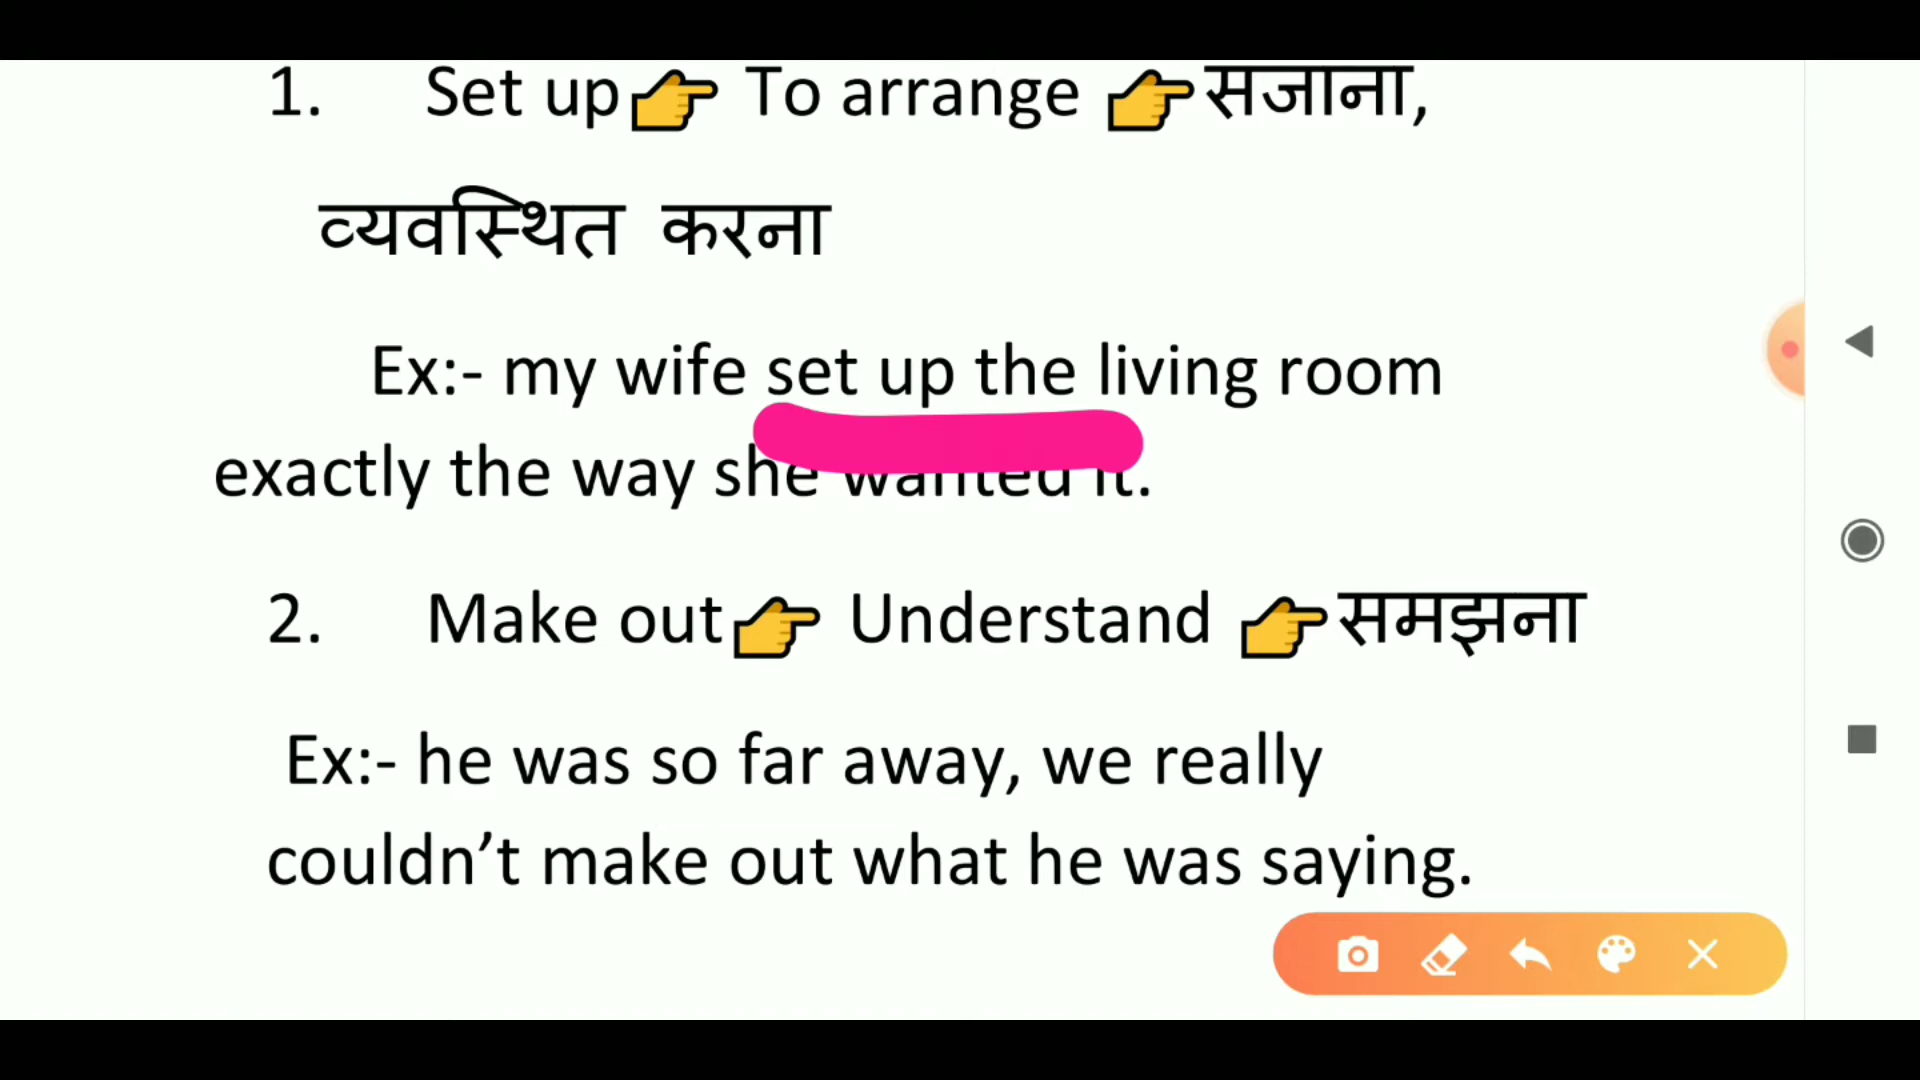 1. Set up👉 To arrange 👉सजाना,
व्यवस्थित करना
Ex:- my wife set up the living room
exactly the way she wanted it.
2. Make out👉 Understand 👉समझना
Ex:- he was so far away, we really
couldn’t make out what he was saying.